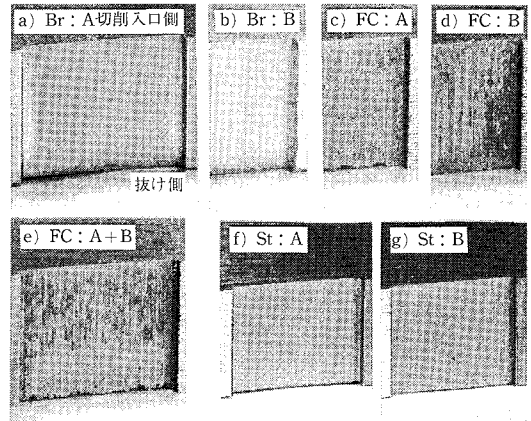 a) Br：A切削入口側
b) Br：B
c) FC：A
d) FC：B
抜け側
e) FC：A＋B
f) St：A
g) St：B